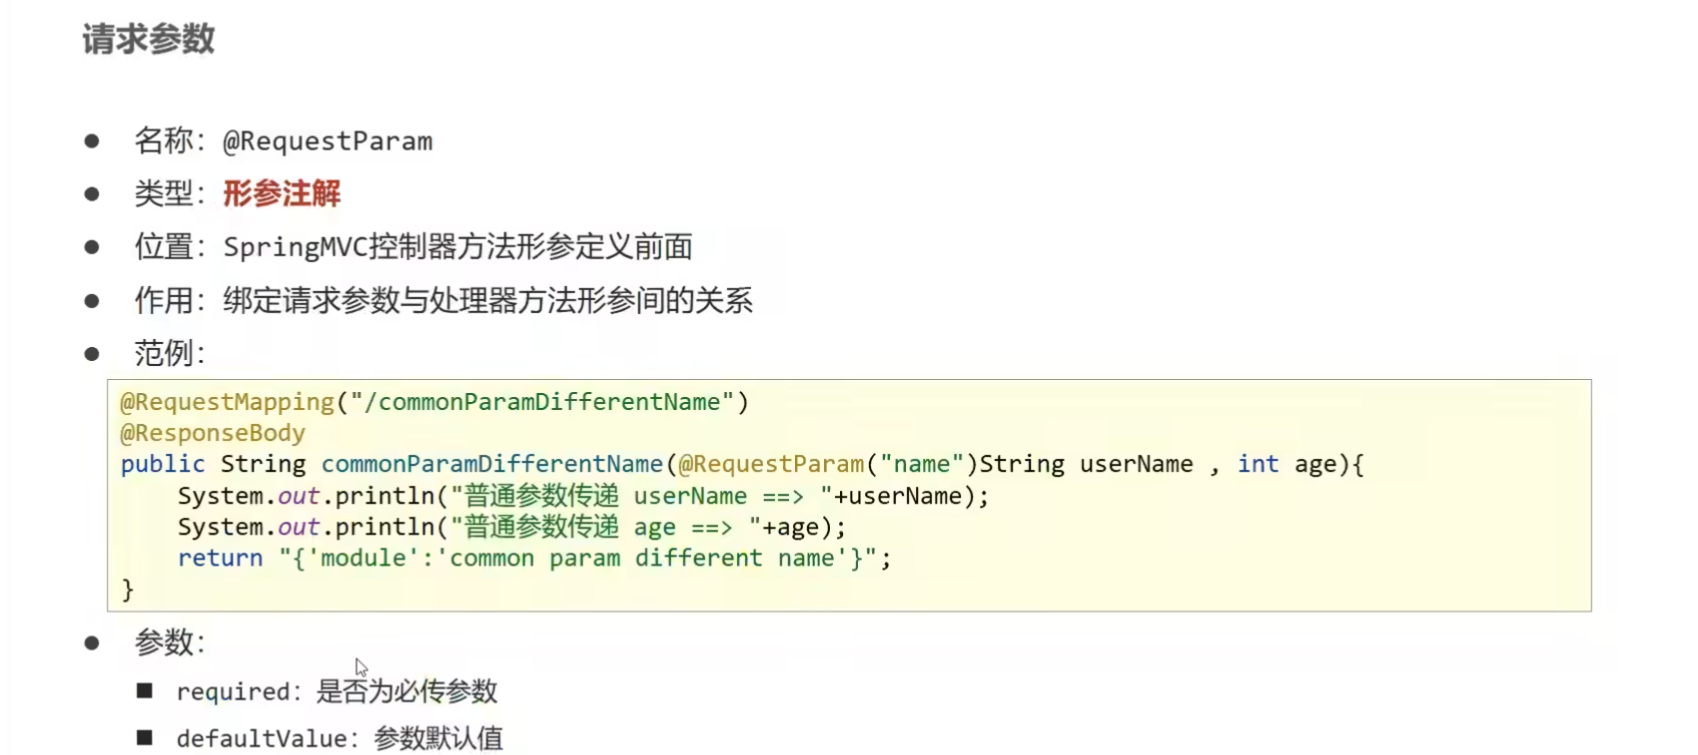 请求参数
● 名称：@RequestParam
● 类型：形参注解
● 位置：SpringMVC控制器方法形参定义前面
● 作用：绑定请求参数与处理器方法形参间的关系
● 范例：
@RequestMapping("/commonParamDifferentName")
@ResponseBody
public String commonParamDifferentName(@RequestParam("name")String userName , int age){
    System.out.println("普通参数传递 userName ==> "+userName);
    System.out.println("普通参数传递 age ==> "+age);
    return "{'module':'common param different name'}";
}
● 参数：
■ required：是否为必传参数
■ defaultValue：参数默认值